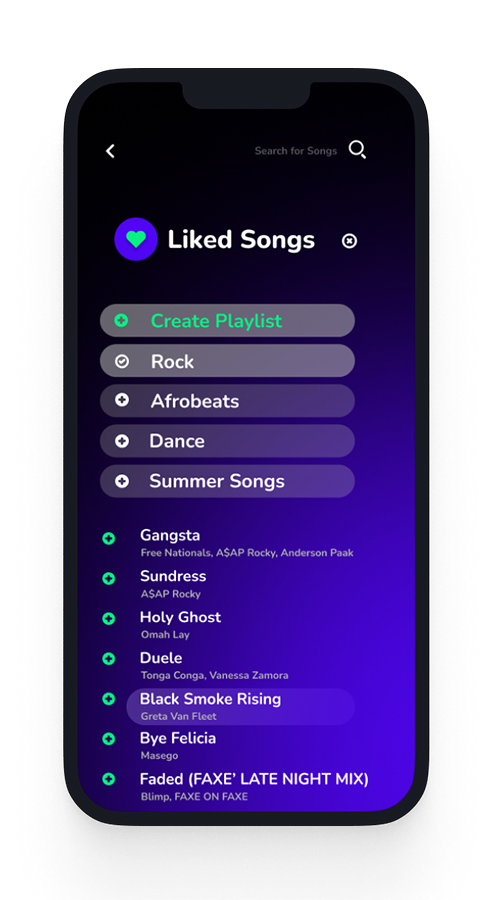 Search for Songs
Liked Songs
Create Playlist
Rock
Afrobeats
Dance
Summer Songs
Gangsta
Free Nationals, A$AP Rocky, Anderson Paak
Sundress
A$AP Rocky
Holy Ghost
Omah Lay
Duele
Tonga Conga, Vanessa Zamora
Black Smoke Rising
Greta Van Fleet
Bye Felicia
Masego
Faded (FAXE’ LATE NIGHT MIX)
Blimp, FAXE ON FAXE